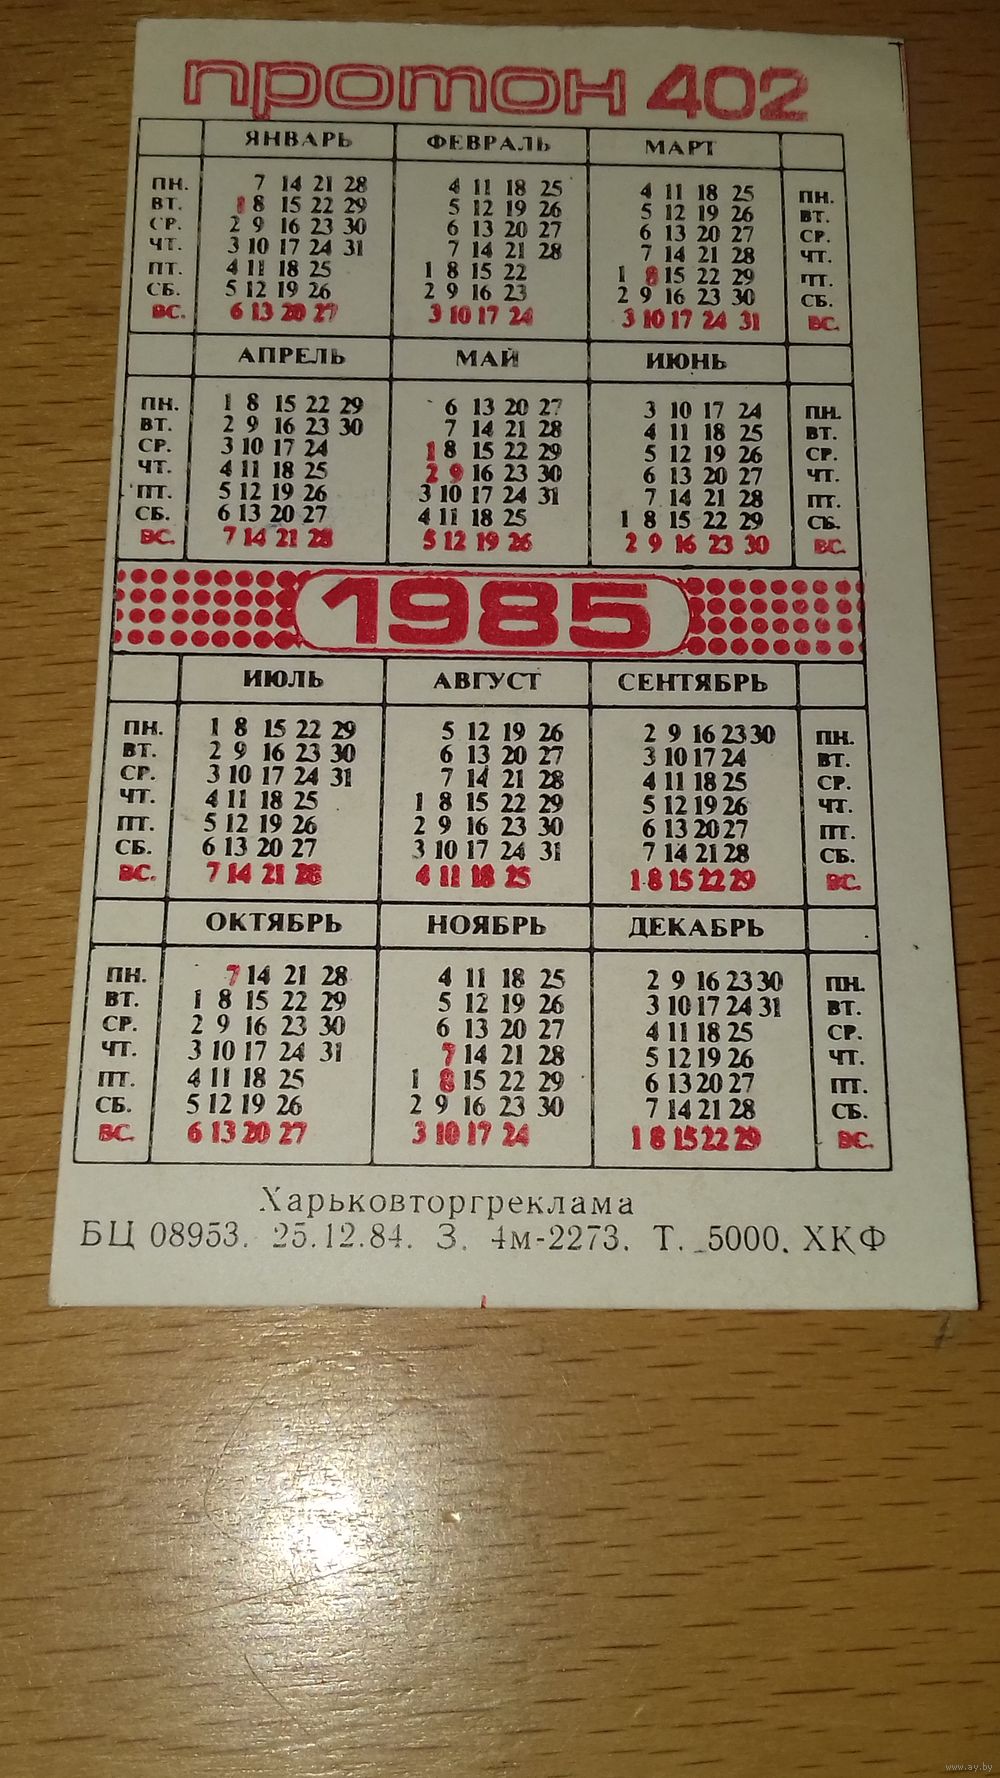 протон 402
ЯНВАРЬ ФЕВРАЛЬ МАРТ
ПН. 7 14 21 28 4 11 18 25 4 11 18 25 ПН.
ВТ. 1 8 15 22 29 5 12 19 26 5 12 19 26 ВТ.
СР. 2 9 16 23 30 6 13 20 27 6 13 20 27 СР.
ЧТ. 3 10 17 24 31 7 14 21 28 7 14 21 28 ЧТ.
ПТ. 4 11 18 25 1 8 15 22 1 8 15 22 29 ПТ.
СБ. 5 12 19 26 2 9 16 23 2 9 16 23 30 СБ.
ВС. 6 13 20 27 3 10 17 24 3 10 17 24 31 ВС.
АПРЕЛЬ МАЙ ИЮНЬ
ПН. 1 8 15 22 29 6 13 20 27 3 10 17 24 ПН.
ВТ. 2 9 16 23 30 7 14 21 28 4 11 18 25 ВТ.
СР. 3 10 17 24 1 8 15 22 29 5 12 19 26 СР.
ЧТ. 4 11 18 25 2 9 16 23 30 6 13 20 27 ЧТ.
ПТ. 5 12 19 26 3 10 17 24 31 7 14 21 28 ПТ.
СБ. 6 13 20 27 4 11 18 25 1 8 15 22 29 СБ.
ВС. 7 14 21 28 5 12 19 26 2 9 16 23 30 ВС.
1985
ИЮЛЬ АВГУСТ СЕНТЯБРЬ
ПН. 1 8 15 22 29 5 12 19 26 2 9 16 23 30 ПН.
ВТ. 2 9 16 23 30 6 13 20 27 3 10 17 24 ВТ.
СР. 3 10 17 24 31 7 14 21 28 4 11 18 25 СР.
ЧТ. 4 11 18 25 1 8 15 22 29 5 12 19 26 ЧТ.
ПТ. 5 12 19 26 2 9 16 23 30 6 13 20 27 ПТ.
СБ. 6 13 20 27 3 10 17 24 31 7 14 21 28 СБ.
ВС. 7 14 21 28 4 11 18 25 1 8 15 22 29 ВС.
ОКТЯБРЬ НОЯБРЬ ДЕКАБРЬ
ПН. 7 14 21 28 4 11 18 25 2 9 16 23 30 ПН.
ВТ. 1 8 15 22 29 5 12 19 26 3 10 17 24 31 ВТ.
СР. 2 9 16 23 30 6 13 20 27 4 11 18 25 СР.
ЧТ. 3 10 17 24 31 7 14 21 28 5 12 19 26 ЧТ.
ПТ. 4 11 18 25 1 8 15 22 29 6 13 20 27 ПТ.
СБ. 5 12 19 26 2 9 16 23 30 7 14 21 28 СБ.
ВС. 6 13 20 27 3 10 17 24 1 8 15 22 29 ВС.
Харьковторгреклама
БЦ 08953. 25.12.84. З. 4м-2273. Т. 5000. ХКФ
www.ay.by